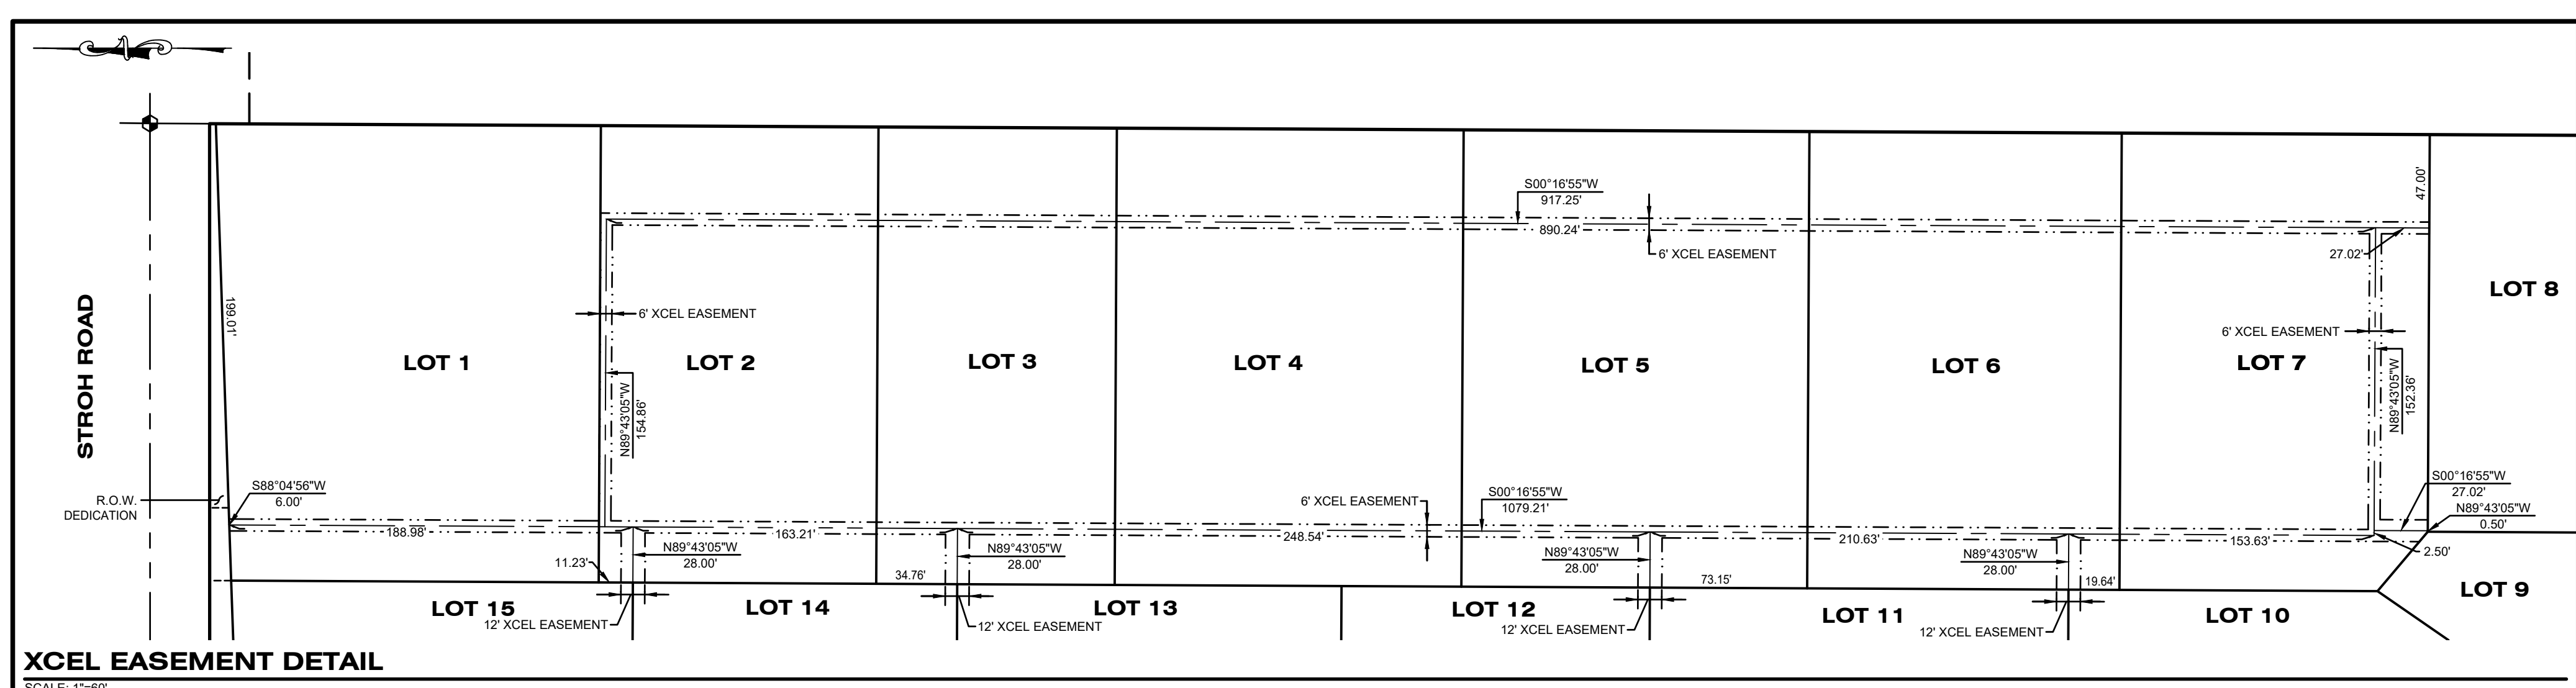 STROH ROAD
R.O.W.
DEDICATION
199.01'
LOT 1
LOT 2
LOT 3
LOT 4
LOT 5
LOT 6
LOT 7
LOT 8
LOT 9
LOT 10
LOT 11
LOT 12
LOT 13
LOT 14
LOT 15
S00°16'55"W
917.25'
890.24'
6' XCEL EASEMENT
47.00'
27.02'
6' XCEL EASEMENT
N89°43'05"W
154.86'
6' XCEL EASEMENT
N89°43'05"W
152.36'
S88°04'56"W
6.00'
188.98'
11.23'
N89°43'05"W
28.00'
163.21'
34.76'
N89°43'05"W
28.00'
248.54'
6' XCEL EASEMENT
S00°16'55"W
1079.21'
N89°43'05"W
28.00'
73.15'
210.63'
N89°43'05"W
28.00'
19.64'
153.63'
S00°16'55"W
27.02'
N89°43'05"W
0.50'
2.50'
12' XCEL EASEMENT
12' XCEL EASEMENT
12' XCEL EASEMENT
12' XCEL EASEMENT
XCEL EASEMENT DETAIL
SCALE: 1"=60'